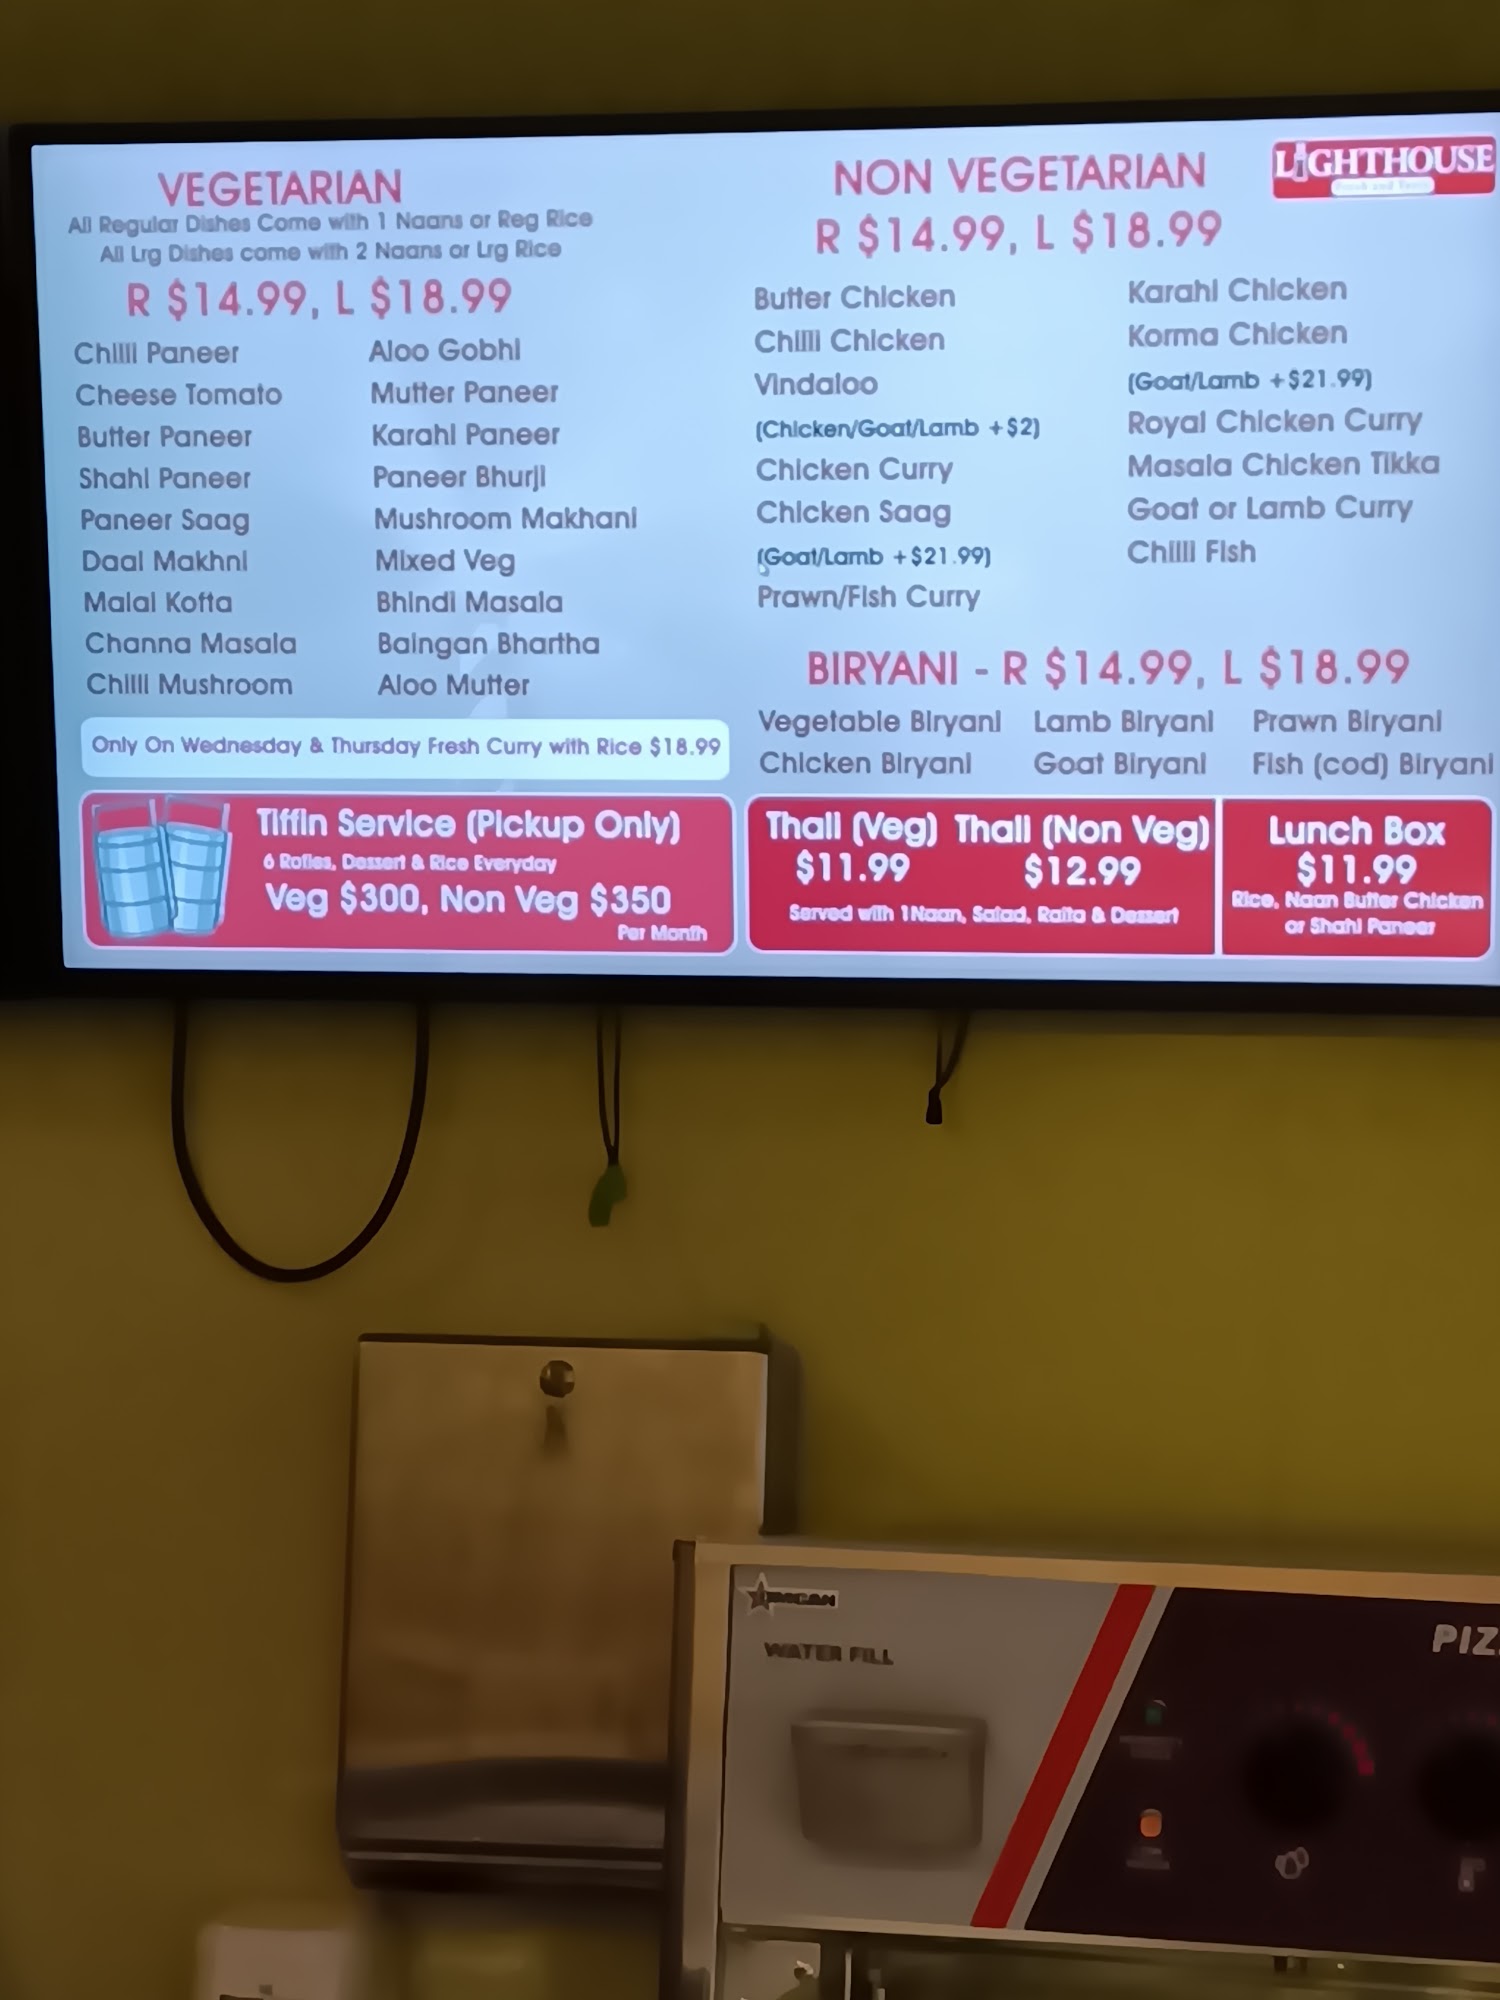 VEGETARIAN
All Regular Dishes Come with 1 Naans or Reg Rice
All Lrg Dishes come with 2 Naans or Lrg Rice
R $14.99, L $18.99
Chilli Paneer
Cheese Tomato
Butter Paneer
Shahi Paneer
Paneer Saag
Daal Makhni
Malai Kofta
Channa Masala
Chilli Mushroom
Aloo Gobhi
Mutter Paneer
Karahi Paneer
Paneer Bhurji
Mushroom Makhani
Mixed Veg
Bhindi Masala
Baingan Bhartha
Aloo Mutter
Only On Wednesday & Thursday Fresh Curry with Rice $18.99
Tiffin Service (Pickup Only)
6 Roties, Dessert & Rice Everyday
Veg $300, Non Veg $350
Per Month
NON VEGETARIAN
R $14.99, L $18.99
LIGHTHOUSE
Butter Chicken
Chilli Chicken
Vindaloo
(Chicken/Goat/Lamb +$2)
Chicken Curry
Chicken Saag
(Goat/Lamb +$21.99)
Prawn/Fish Curry
Karahi Chicken
Korma Chicken
(Goat/Lamb +$21.99)
Royal Chicken Curry
Masala Chicken Tikka
Goat or Lamb Curry
Chilli Fish
BIRYANI - R $14.99, L $18.99
Vegetable Biryani Lamb Biryani Prawn Biryani
Chicken Biryani Goat Biryani Fish (cod) Biryani
Thali (Veg) Thali (Non Veg)
$11.99 $12.99
Served with 1 Naan, Salad, Raita & Dessert
Lunch Box
$11.99
Rice, Naan Butter Chicken
or Shahi Paneer
WATER FILL
PIZ